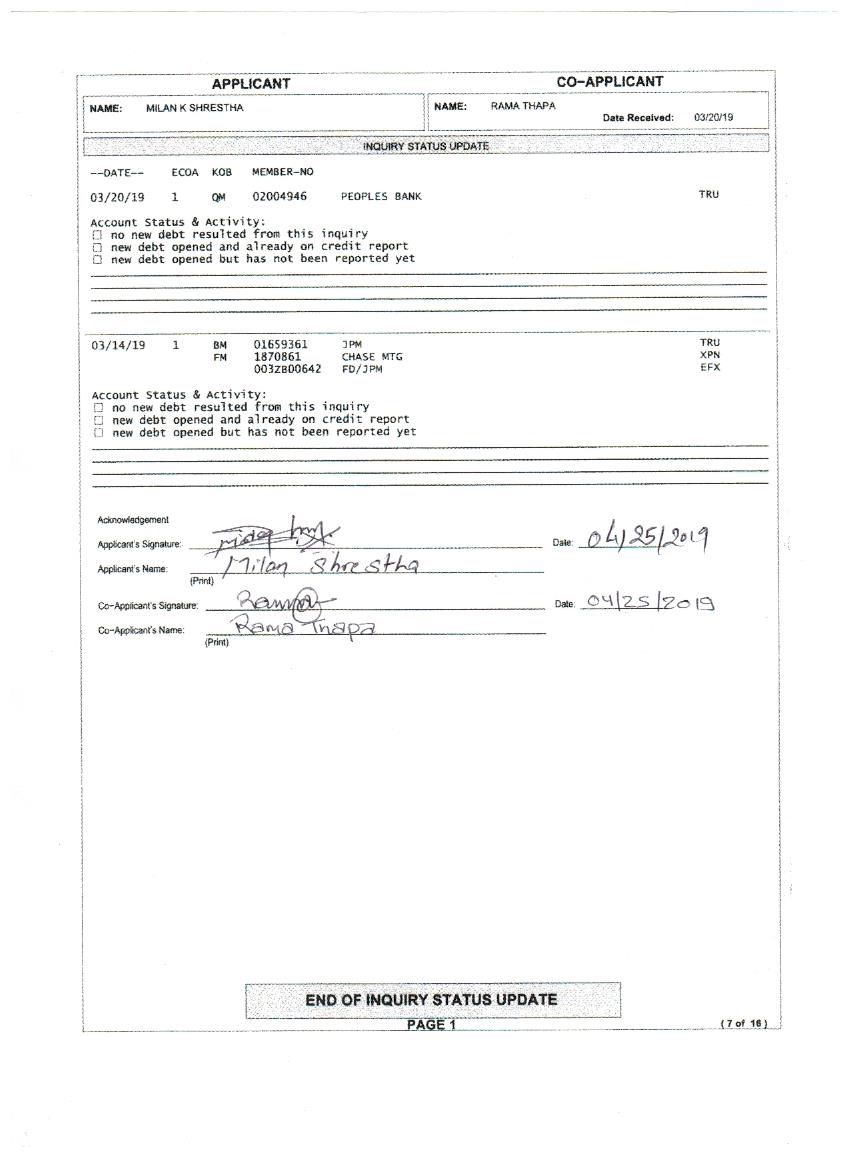 APPLICANT CO-APPLICANT
NAME: MILAN K SHRESTHA NAME: RAMA THAPA
Date Received: 03/20/19
INQUIRY STATUS UPDATE
--DATE-- ECOA KOB MEMBER-NO
03/20/19 1 QM 02004946 PEOPLES BANK TRU
Account Status & Activity:
no new debt resulted from this inquiry
new debt opened and already on credit report
new debt opened but has not been reported yet
03/14/19 1 BM 01659361 JPM TRU
FM 1870861 CHASE MTG XPN
003ZB00642 FD/JPM EFX
Account Status & Activity:
no new debt resulted from this inquiry
new debt opened and already on credit report
new debt opened but has not been reported yet
Acknowledgement
Applicant's Signature: Date: 04/25/2019
Applicant's Name: Milan Shrestha
(Print)
Co-Applicant's Signature: Date: 04/25/2019
Co-Applicant's Name: Rama Thapa
(Print)
END OF INQUIRY STATUS UPDATE
PAGE 1 (7 of 16)